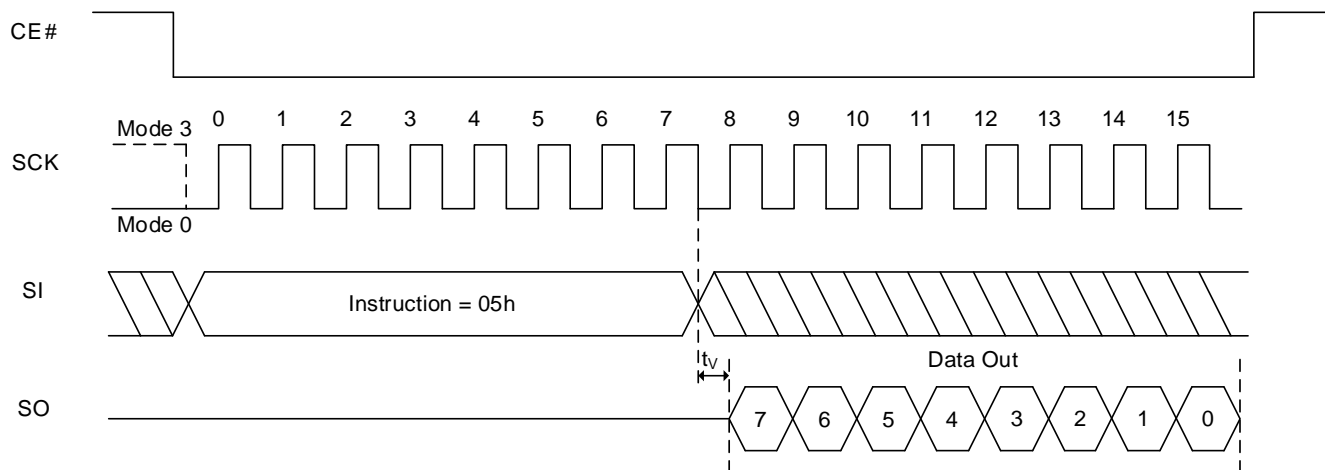 CE#
0 1 2 3 4 5 6 7 8 9 10 11 12 13 14 15
Mode 3
SCK
Mode 0
SI
Instruction = 05h
tV
Data Out
SO
7 6 5 4 3 2 1 0